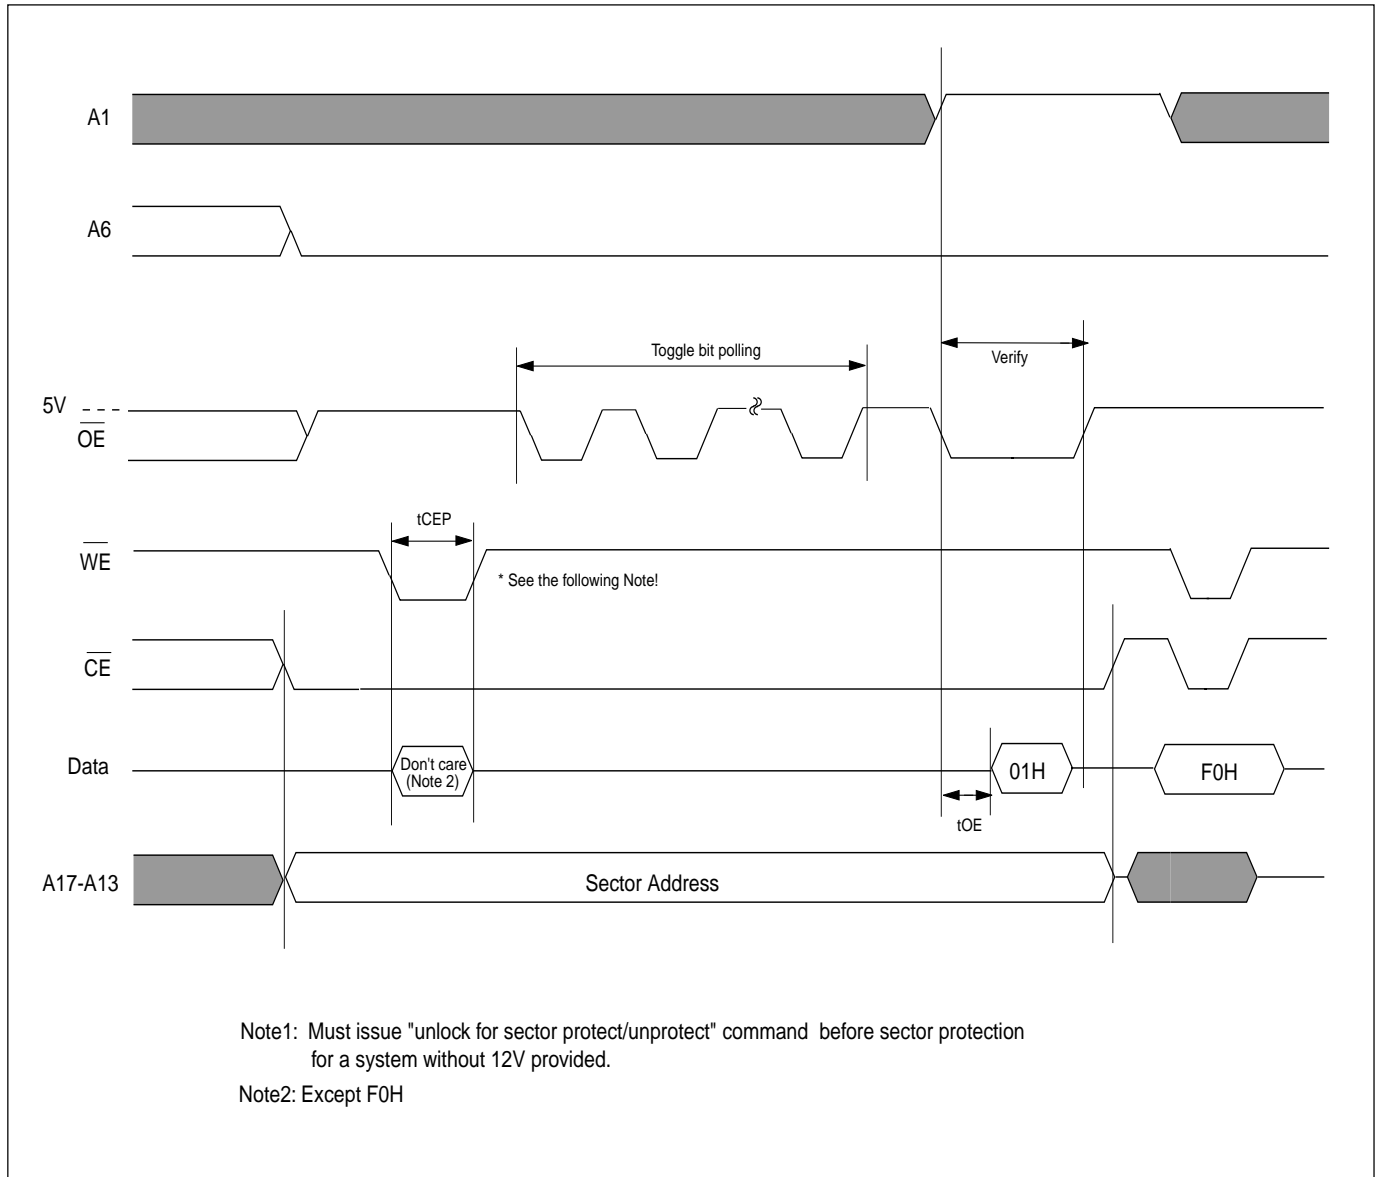 A1
A6
Toggle bit polling
Verify
5V
OE
tCEP
WE
* See the following Note!
CE
Data
Don't care
(Note 2)
01H
F0H
tOE
A17-A13
Sector Address
Note1: Must issue "unlock for sector protect/unprotect" command before sector protection
for a system without 12V provided.
Note2: Except F0H